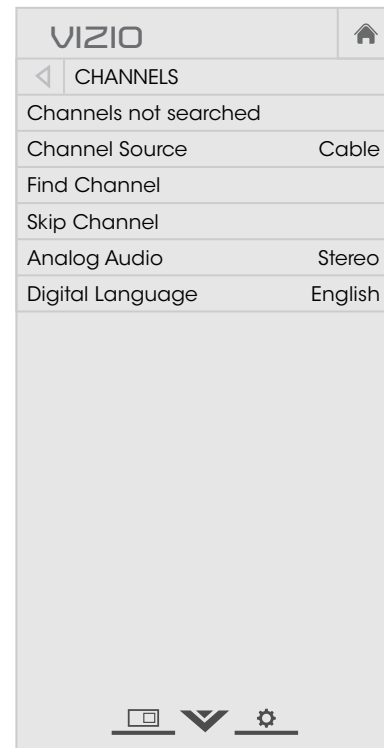 VIZIO
CHANNELS
Channels not searched
Channel Source Cable
Find Channel
Skip Channel
Analog Audio Stereo
Digital Language English